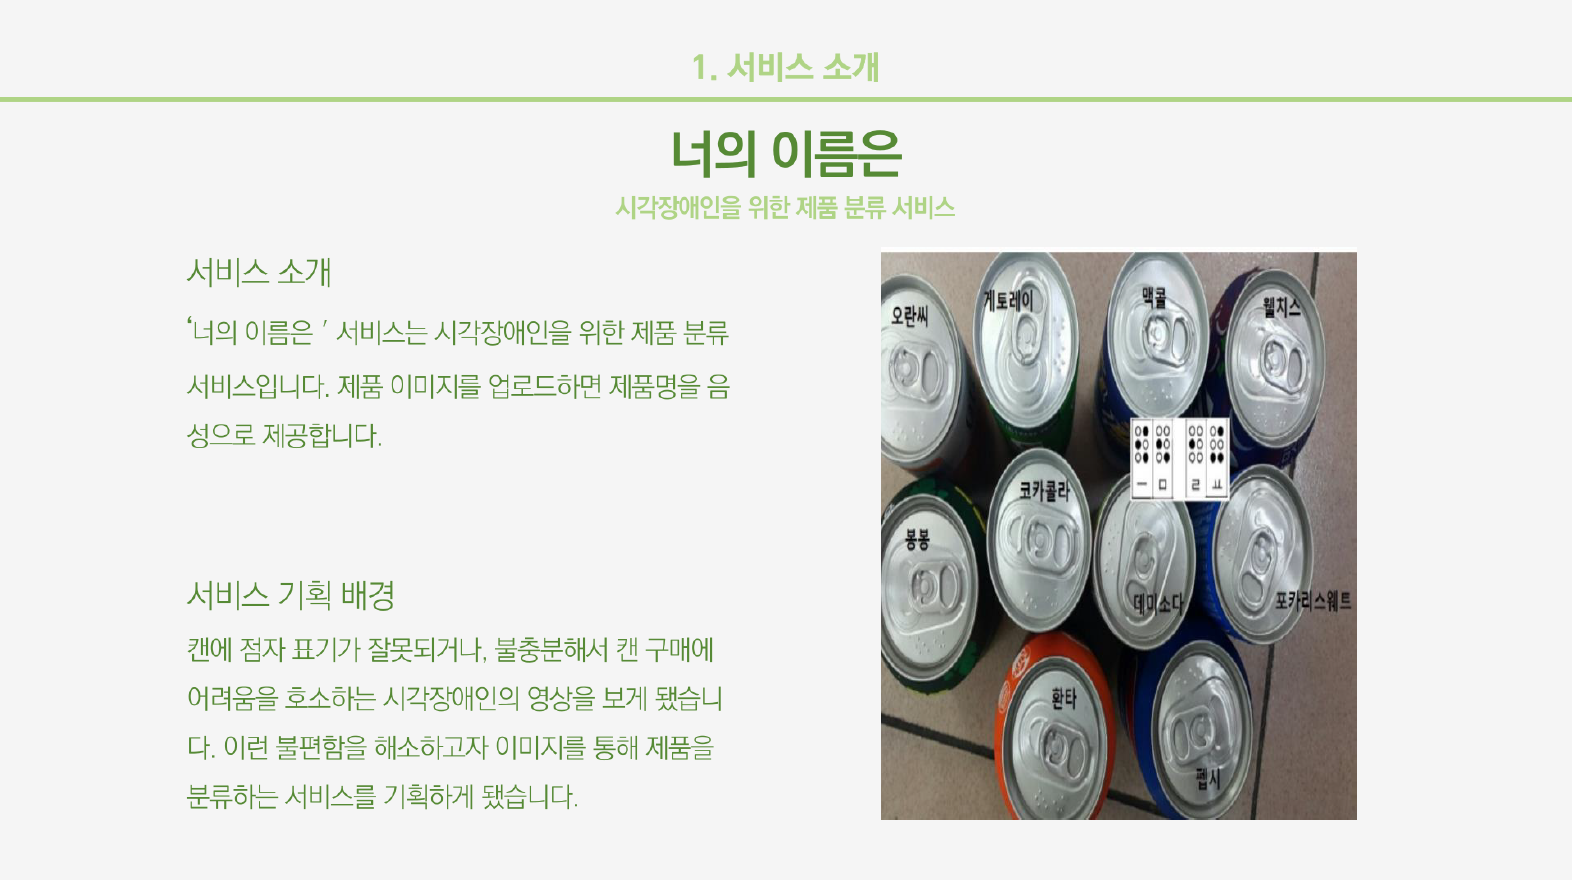 1. 서비스 소개
너의 이름은
시각장애인을 위한 제품 분류 서비스
서비스 소개
‘너의 이름은 ’ 서비스는 시각장애인을 위한 제품 분류
서비스입니다. 제품 이미지를 업로드하면 제품명을 음
성으로 제공합니다.
서비스 기획 배경
캔에 점자 표기가 잘못되거나, 불충분해서 캔 구매에
어려움을 호소하는 시각장애인의 영상을 보게 됐습니
다. 이런 불편함을 해소하고자 이미지를 통해 제품을
분류하는 서비스를 기획하게 됐습니다.
오란씨
게토레이
맥콜
웰치스
ㅡ ㅁ ㄹ ㅛ
코카콜라
봉봉
데미소다
포카리스웨트
환타
펩시